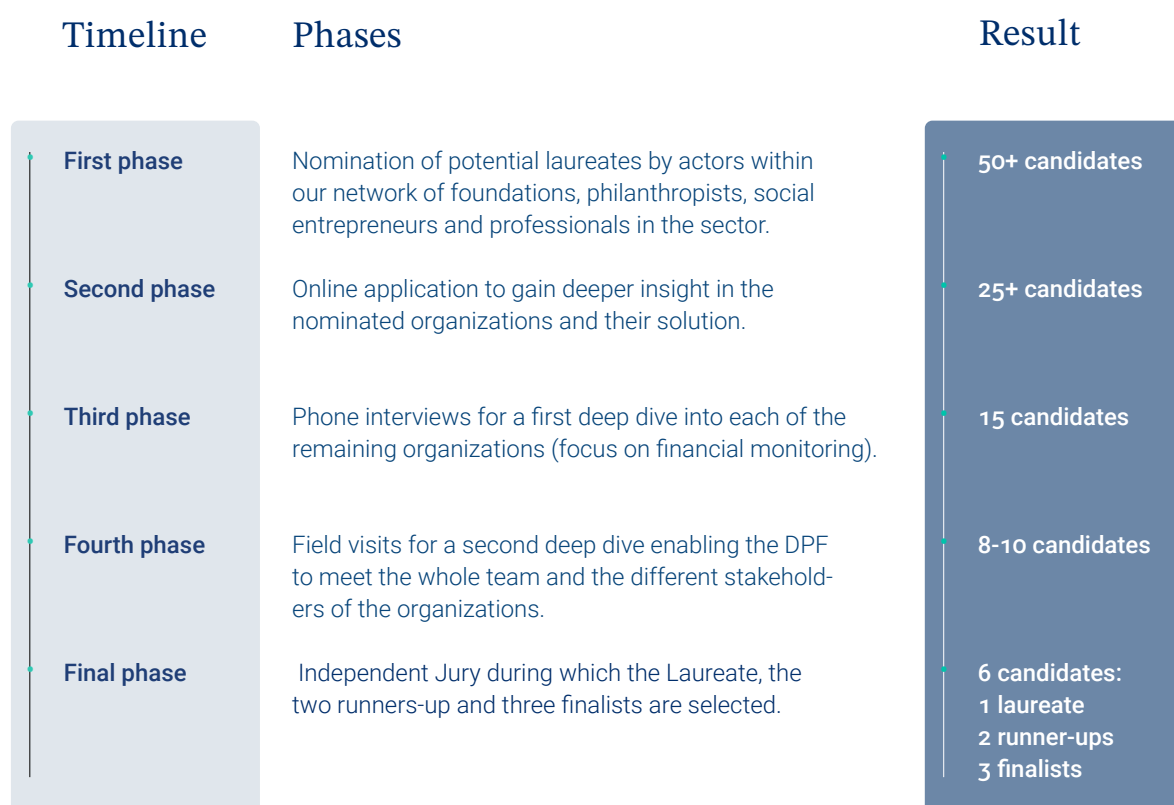 Timeline
Phases
Result
First phase
Nomination of potential laureates by actors within
our network of foundations, philanthropists, social
entrepreneurs and professionals in the sector.
50+ candidates
Second phase
Online application to gain deeper insight in the
nominated organizations and their solution.
25+ candidates
Third phase
Phone interviews for a first deep dive into each of the
remaining organizations (focus on financial monitoring).
15 candidates
Fourth phase
Field visits for a second deep dive enabling the DPF
to meet the whole team and the different stakehold-
ers of the organizations.
8-10 candidates
Final phase
Independent Jury during which the Laureate, the
two runners-up and three finalists are selected.
6 candidates:
1 laureate
2 runner-ups
3 finalists